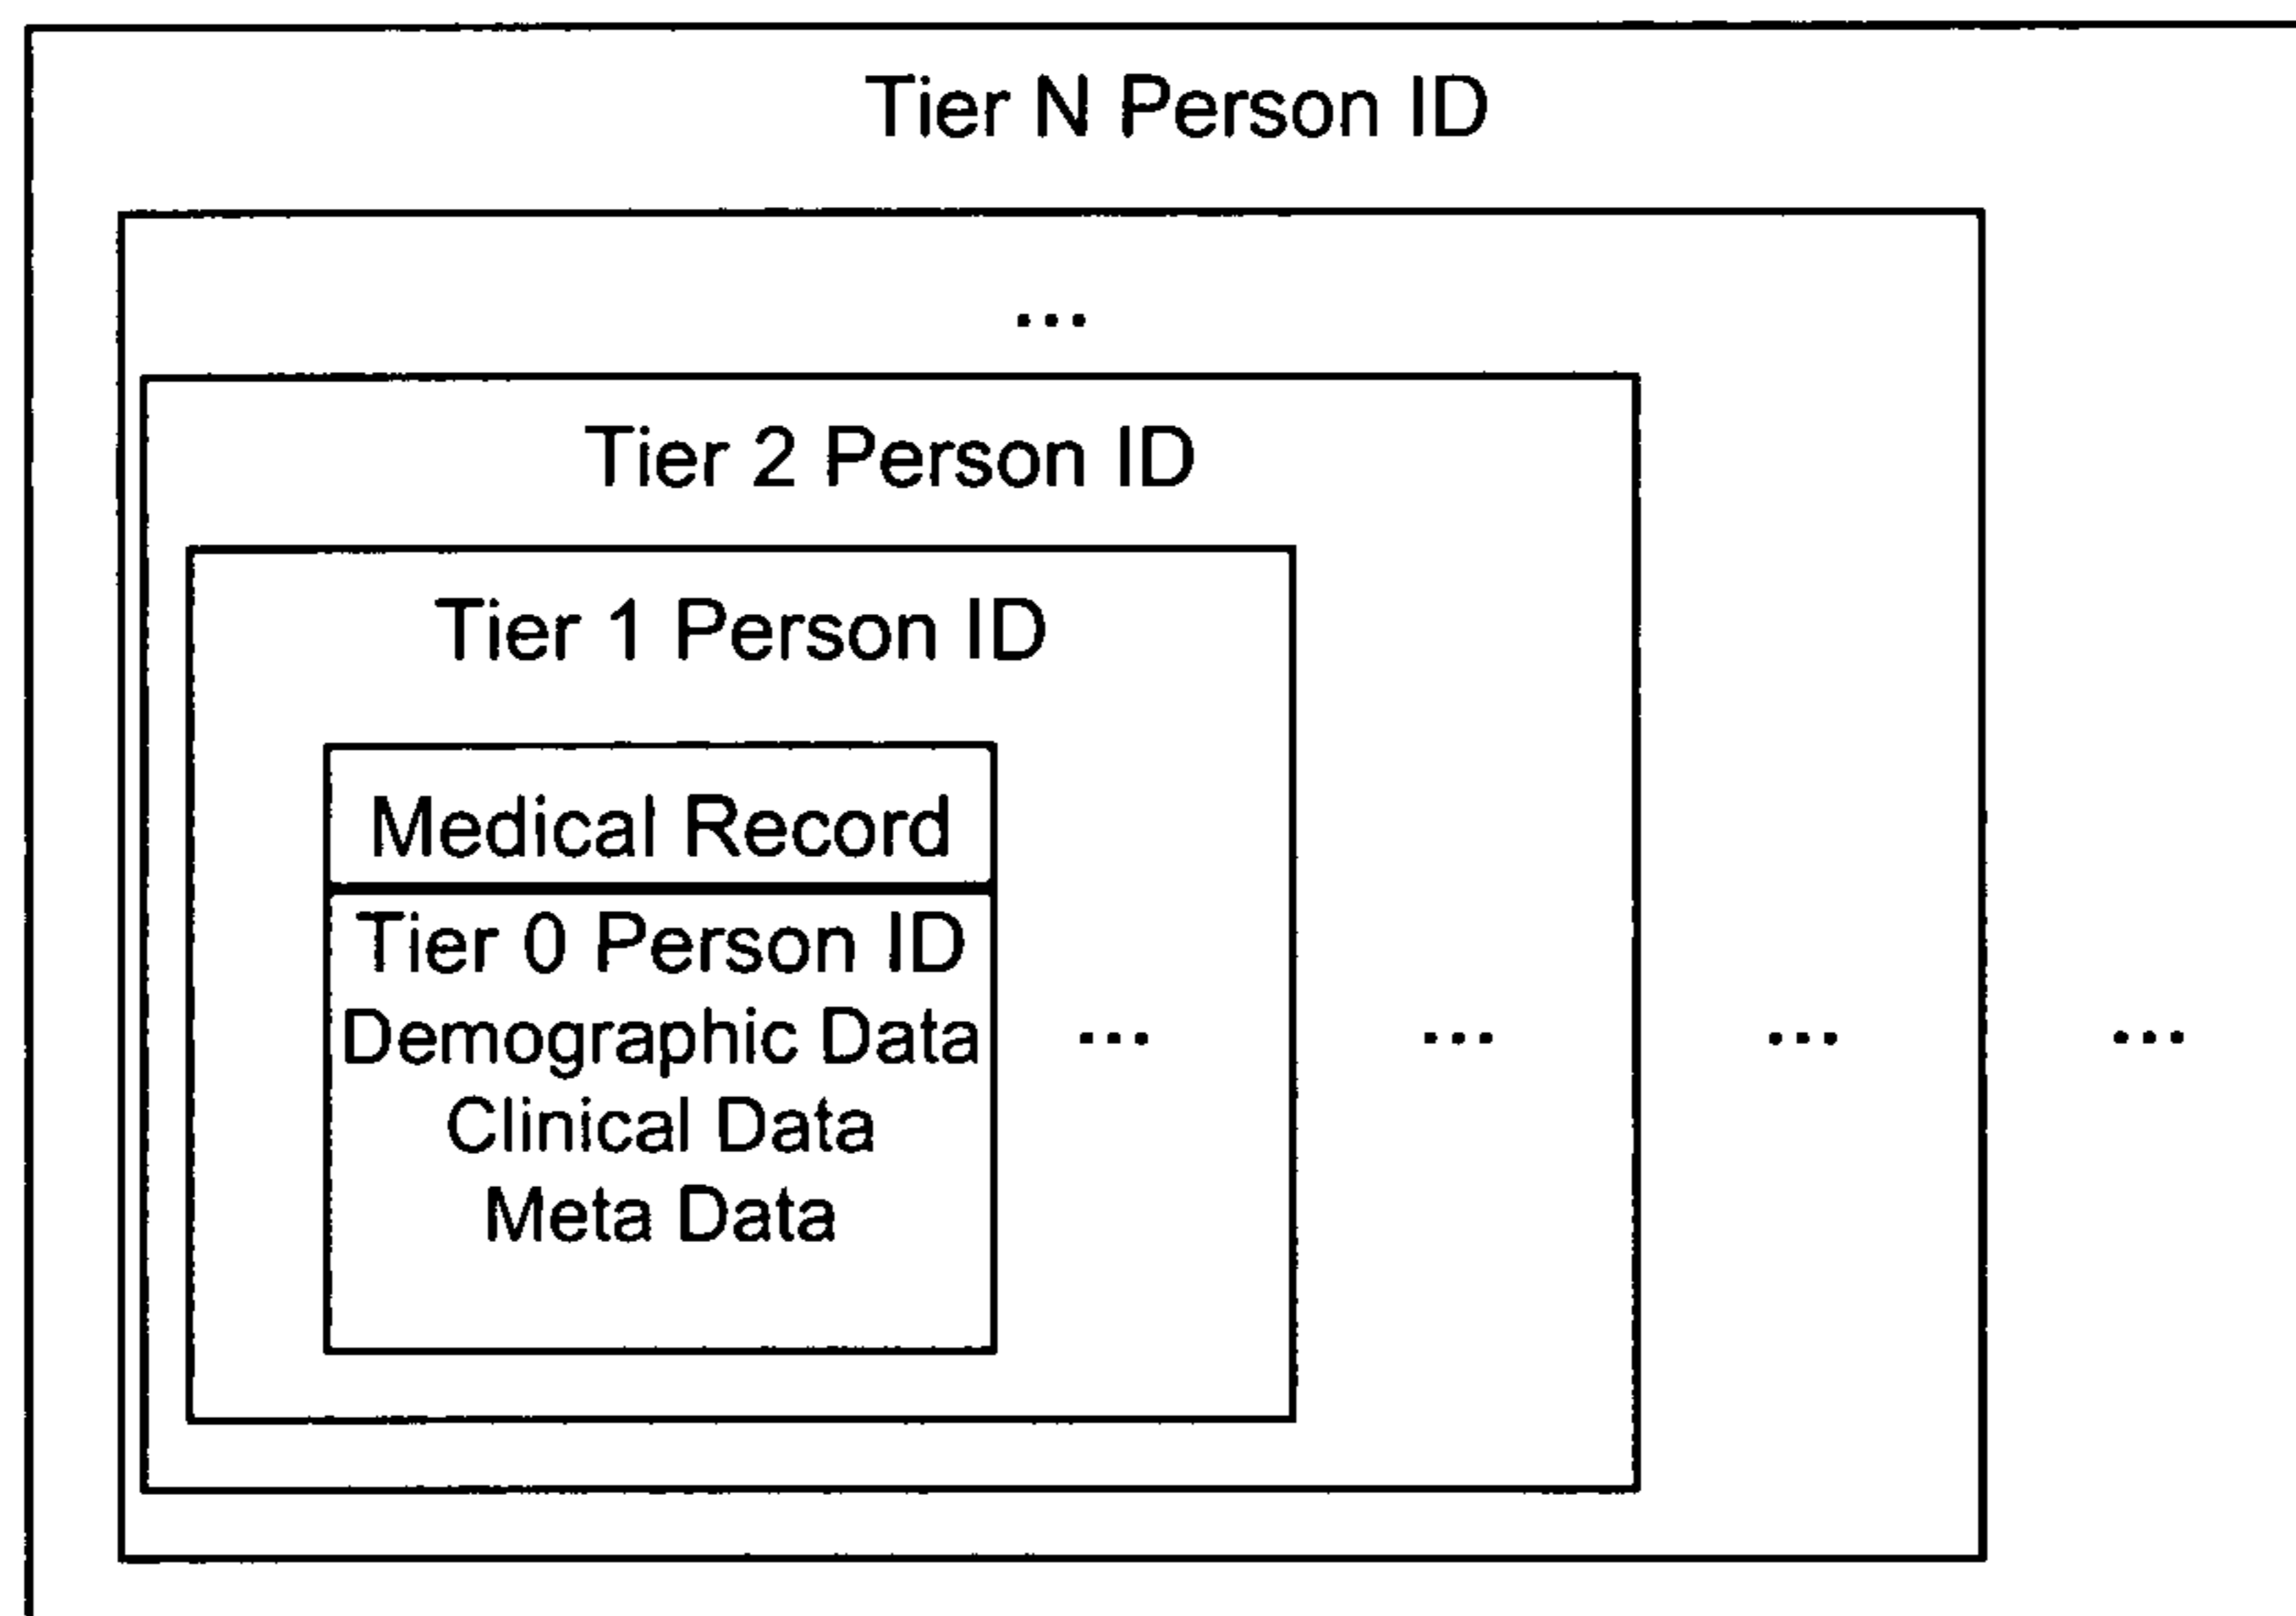 Tier N Person ID
...
Tier 2 Person ID
Tier 1 Person ID
Medical Record
Tier 0 Person ID
Demographic Data
... ... ... ...
Clinical Data
Meta Data